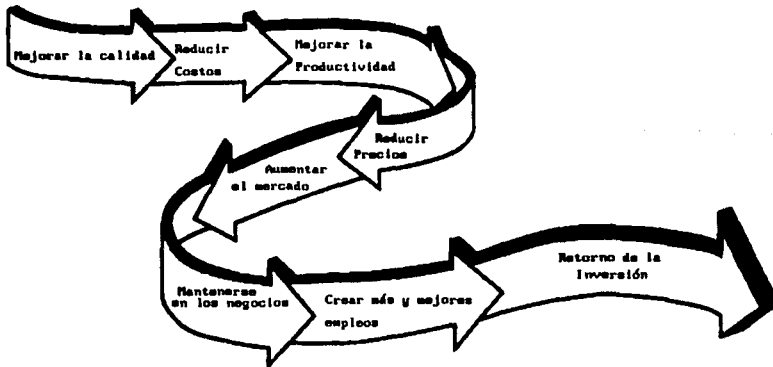 Mejorar la calidad
Reducir
Costos
Mejorar la
Productividad
Reducir
Precios
Aumentar
el mercado
Mantenerse
en los negocios
Crear más y mejores
empleos
Retorno de la
Inversión